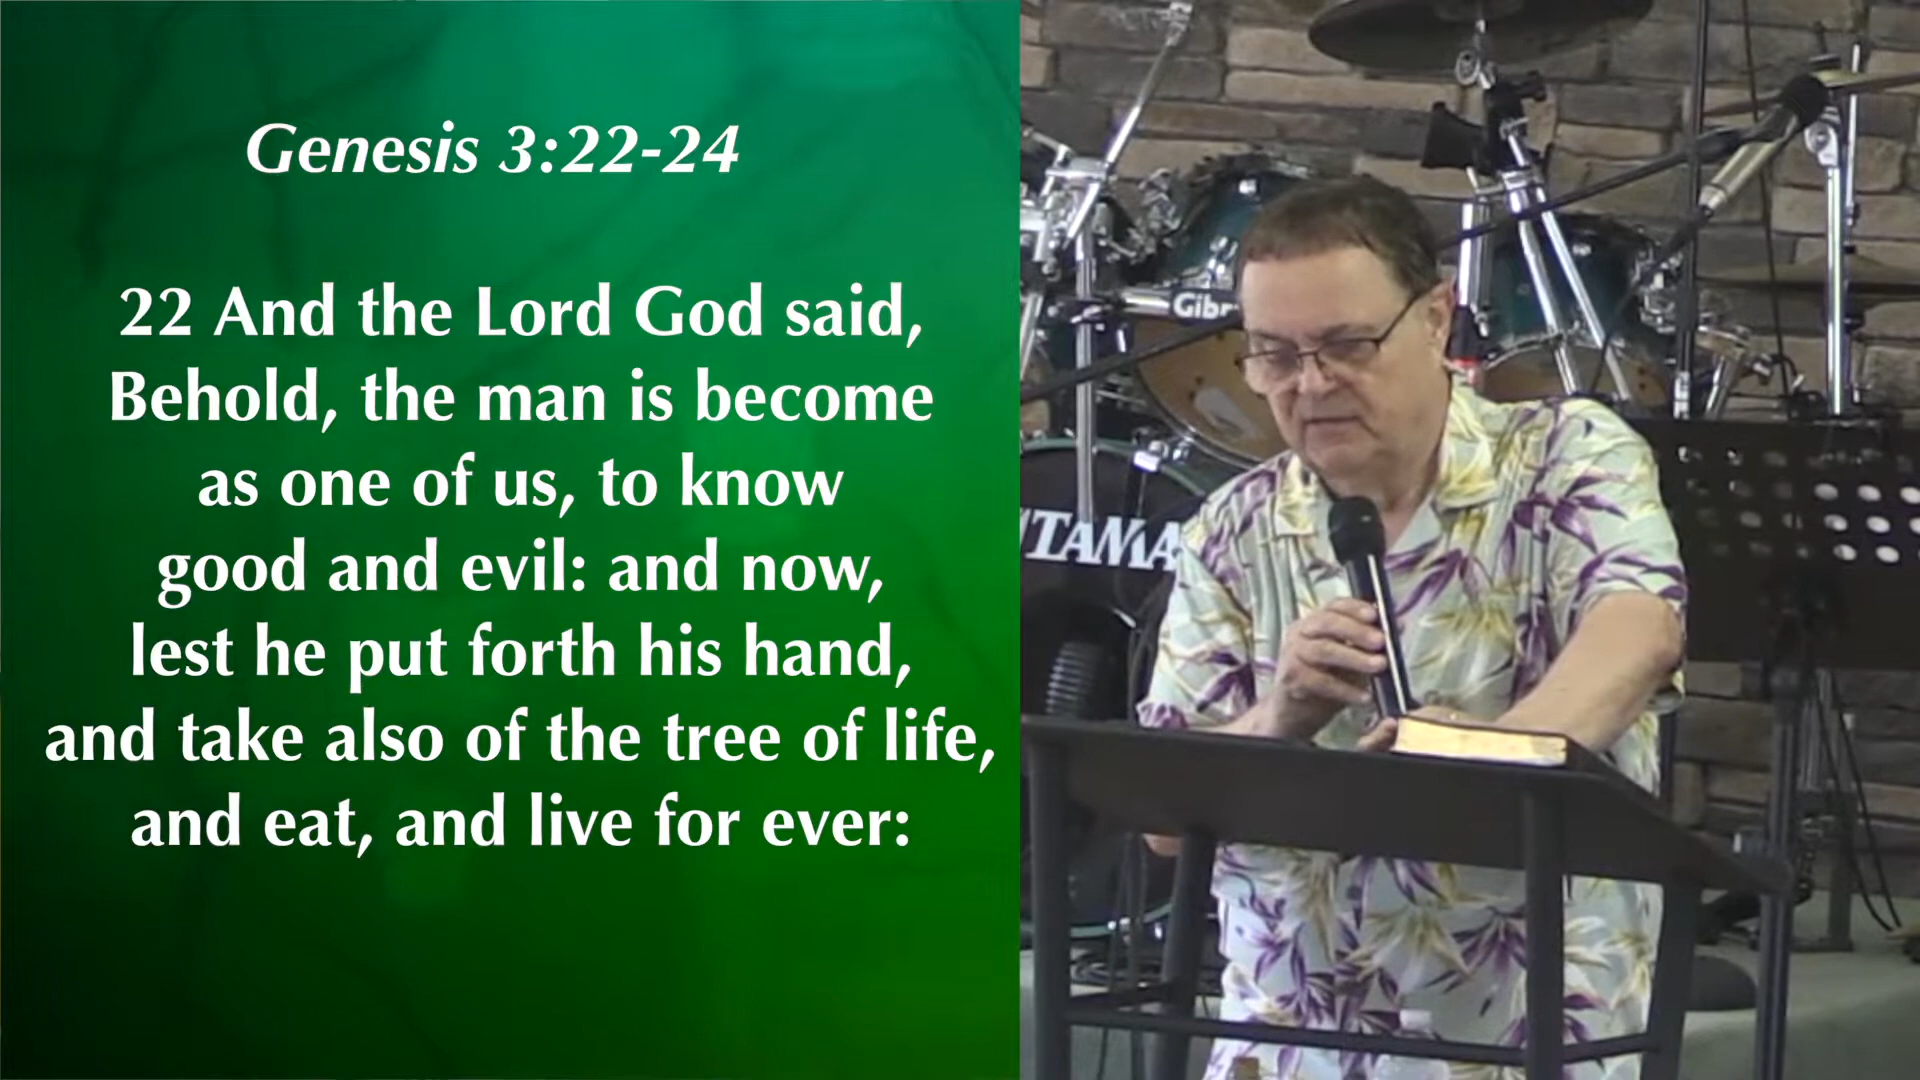 Genesis 3:22-24
22 And the Lord God said,
Behold, the man is become
as one of us, to know
good and evil: and now,
lest he put forth his hand,
and take also of the tree of life,
and eat, and live for ever:
TAMA